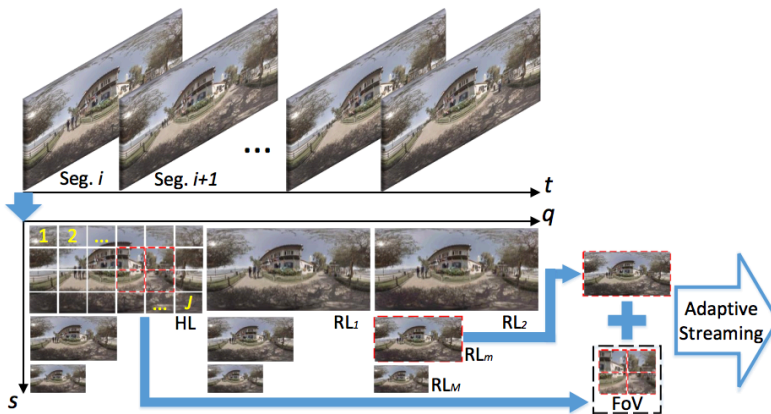 Seg. i
Seg. i+1
...
t
q
1 2 ...
... J
HL
RL1
RL2
RLm
RLM
s
+
FoV
Adaptive
Streaming